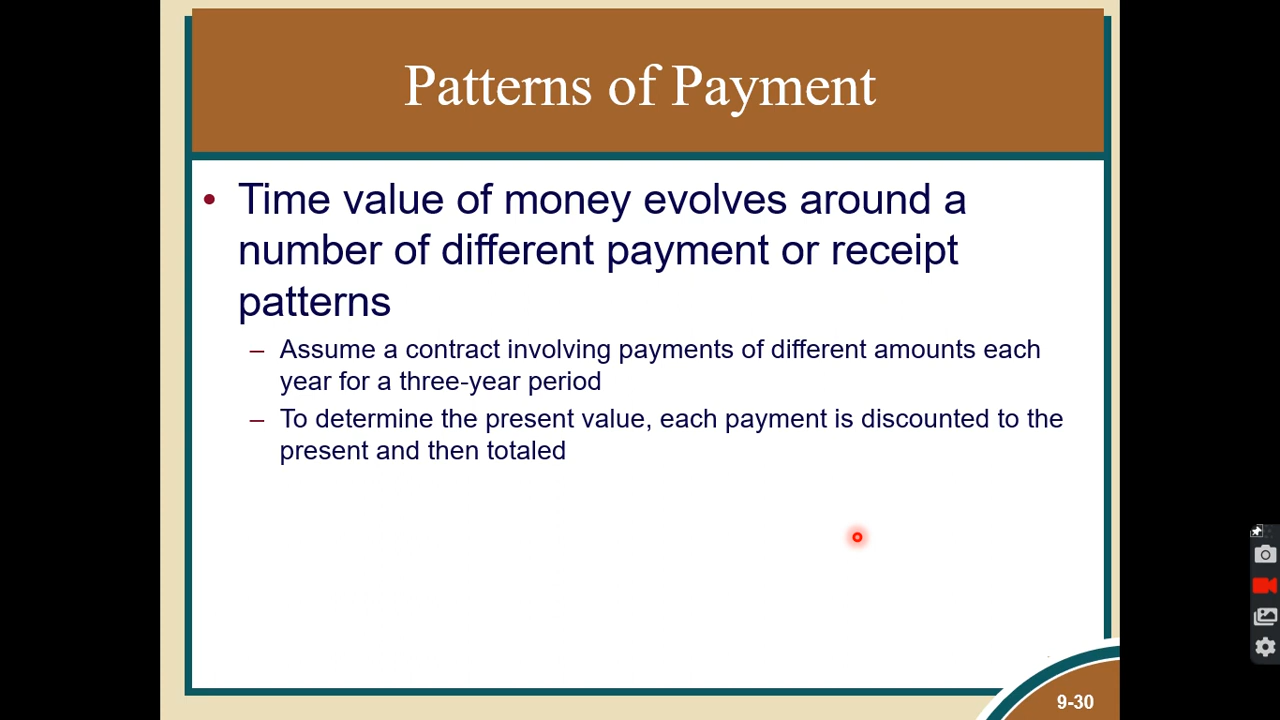 Patterns of Payment
• Time value of money evolves around a
number of different payment or receipt
patterns
– Assume a contract involving payments of different amounts each
year for a three-year period
– To determine the present value, each payment is discounted to the
present and then totaled
9-30